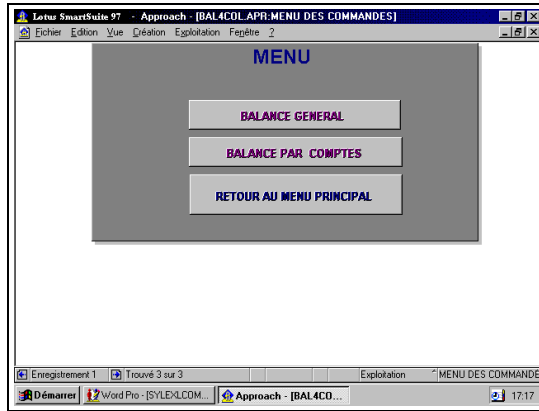 Lotus SmartSuite 97 - Approach - [BAL4COL.APR:MENU DES COMMANDES]
Fichier Edition Vue Création Exploitation Fenêtre ?
MENU
BALANCE GENERAL
BALANCE PAR COMPTES
RETOUR AU MENU PRINCIPAL
Enregistrement 1 Trouvé 3 sur 3 Exploitation MENU DES COMMANDE
Démarrer Word Pro - [SYLEXLCOM... Approach - [BAL4CO... 17:17